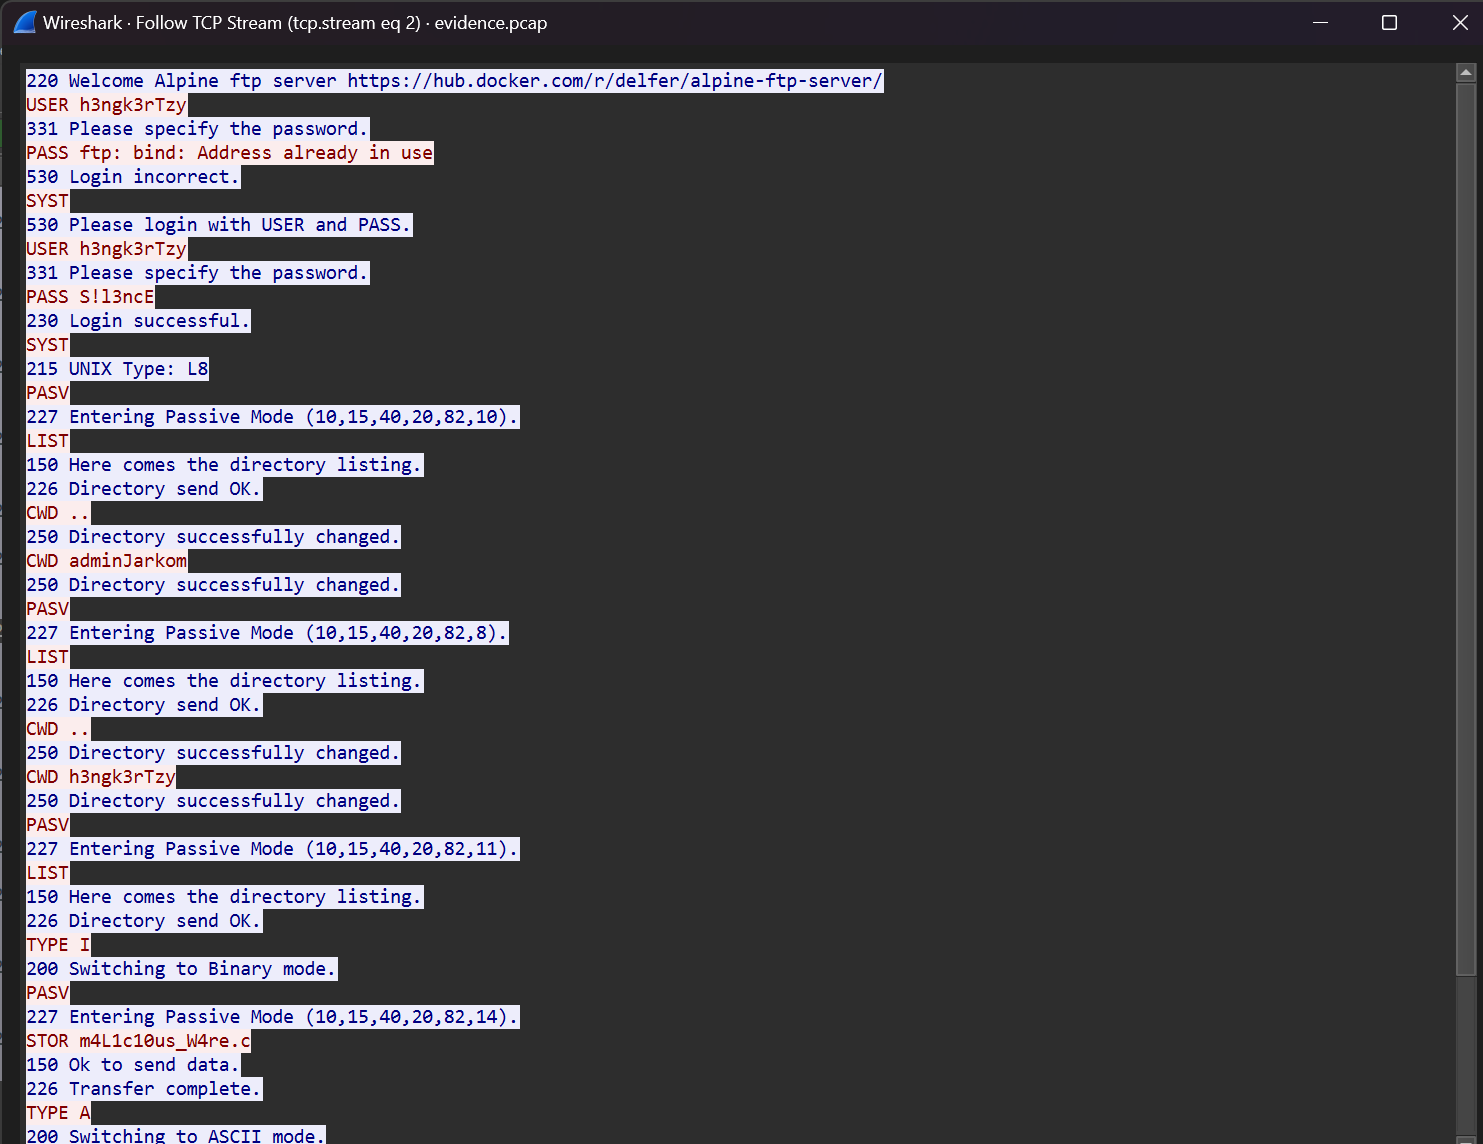 Wireshark · Follow TCP Stream (tcp.stream eq 2) · evidence.pcap
220 Welcome Alpine ftp server https://hub.docker.com/r/delfer/alpine-ftp-server/
USER h3ngk3rTzy
331 Please specify the password.
PASS ftp: bind: Address already in use
530 Login incorrect.
SYST
530 Please login with USER and PASS.
USER h3ngk3rTzy
331 Please specify the password.
PASS S!l3ncE
230 Login successful.
SYST
215 UNIX Type: L8
PASV
227 Entering Passive Mode (10,15,40,20,82,10).
LIST
150 Here comes the directory listing.
226 Directory send OK.
CWD ..
250 Directory successfully changed.
CWD adminJarkom
250 Directory successfully changed.
PASV
227 Entering Passive Mode (10,15,40,20,82,8).
LIST
150 Here comes the directory listing.
226 Directory send OK.
CWD ..
250 Directory successfully changed.
CWD h3ngk3rTzy
250 Directory successfully changed.
PASV
227 Entering Passive Mode (10,15,40,20,82,11).
LIST
150 Here comes the directory listing.
226 Directory send OK.
TYPE I
200 Switching to Binary mode.
PASV
227 Entering Passive Mode (10,15,40,20,82,14).
STOR m4L1c10us_W4re.c
150 Ok to send data.
226 Transfer complete.
TYPE A
200 Switching to ASCII mode.